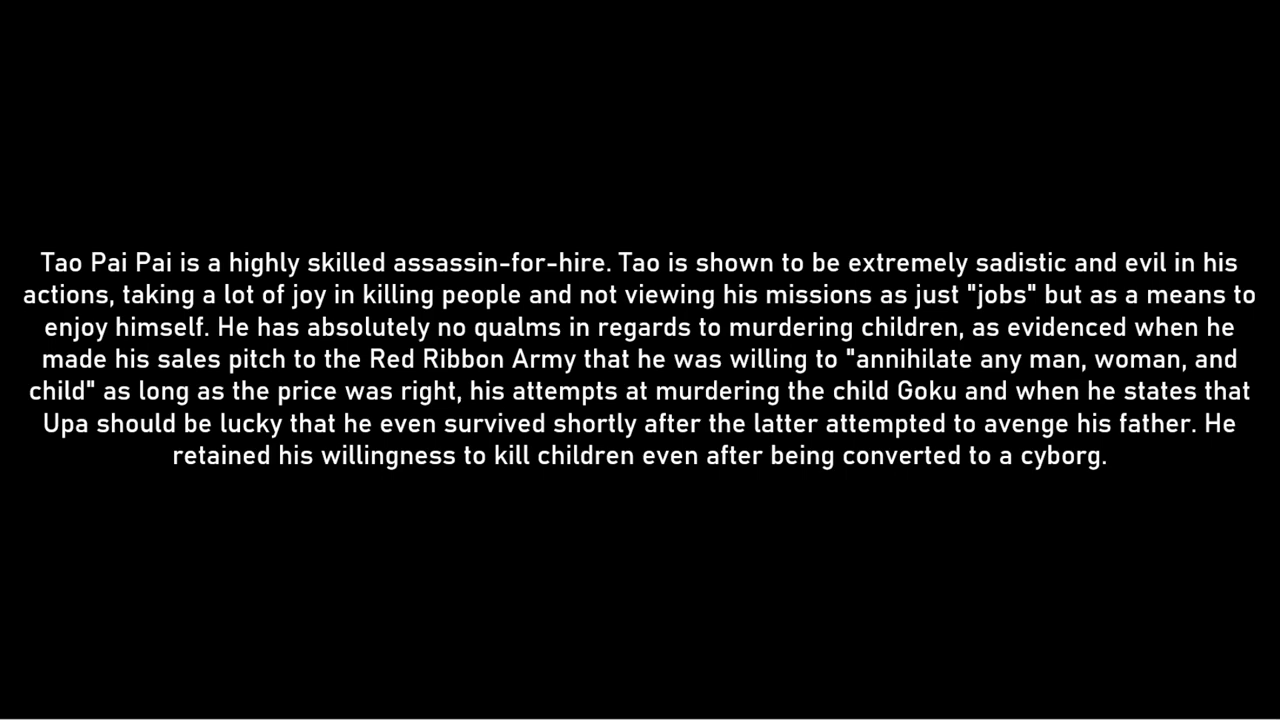 Tao Pai Pai is a highly skilled assassin-for-hire. Tao is shown to be extremely sadistic and evil in his
actions, taking a lot of joy in killing people and not viewing his missions as just "jobs" but as a means to
enjoy himself. He has absolutely no qualms in regards to murdering children, as evidenced when he
made his sales pitch to the Red Ribbon Army that he was willing to "annihilate any man, woman, and
child" as long as the price was right, his attempts at murdering the child Goku and when he states that
Upa should be lucky that he even survived shortly after the latter attempted to avenge his father. He
retained his willingness to kill children even after being converted to a cyborg.